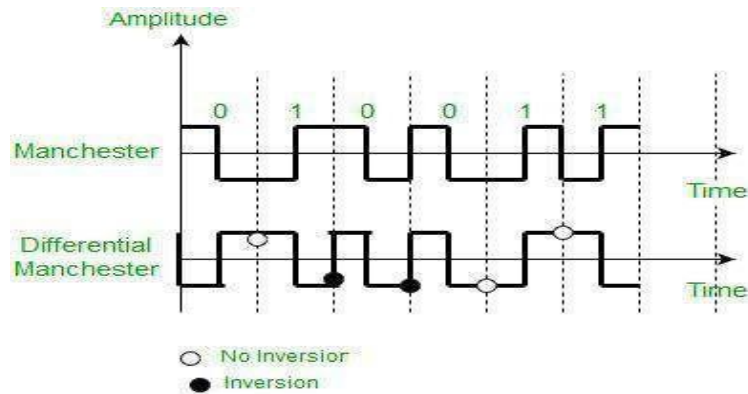 Amplitude
0 1 0 0 1 1
Manchester
Time
Differential
Manchester
Time
No Inversion
Inversion